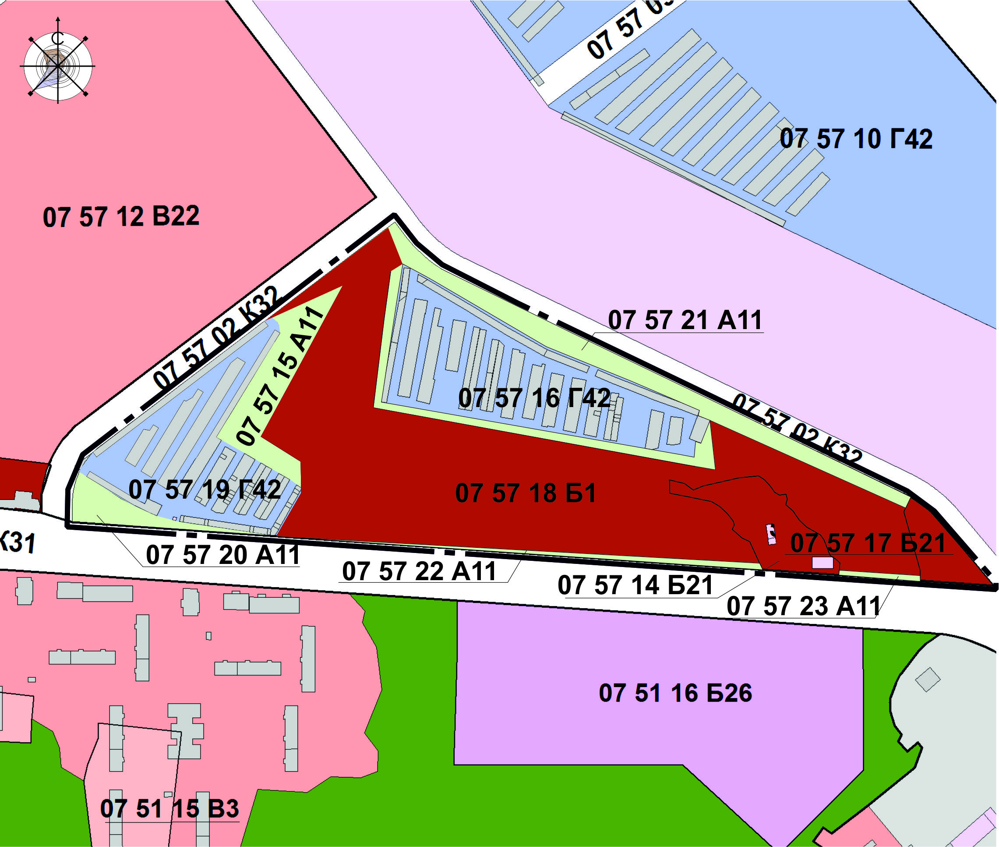 С
07 57 10 Г42
07 57 12 В22
07 57 02 К32
07 57 15 А11
07 57 21 А11
07 57 16 Г42
07 57 02 К32
07 57 19 Г42
07 57 18 Б1
07 57 17 Б21
К31
07 57 20 А11
07 57 22 А11
07 57 14 Б21
07 57 23 А11
07 51 16 Б26
07 51 15 В3